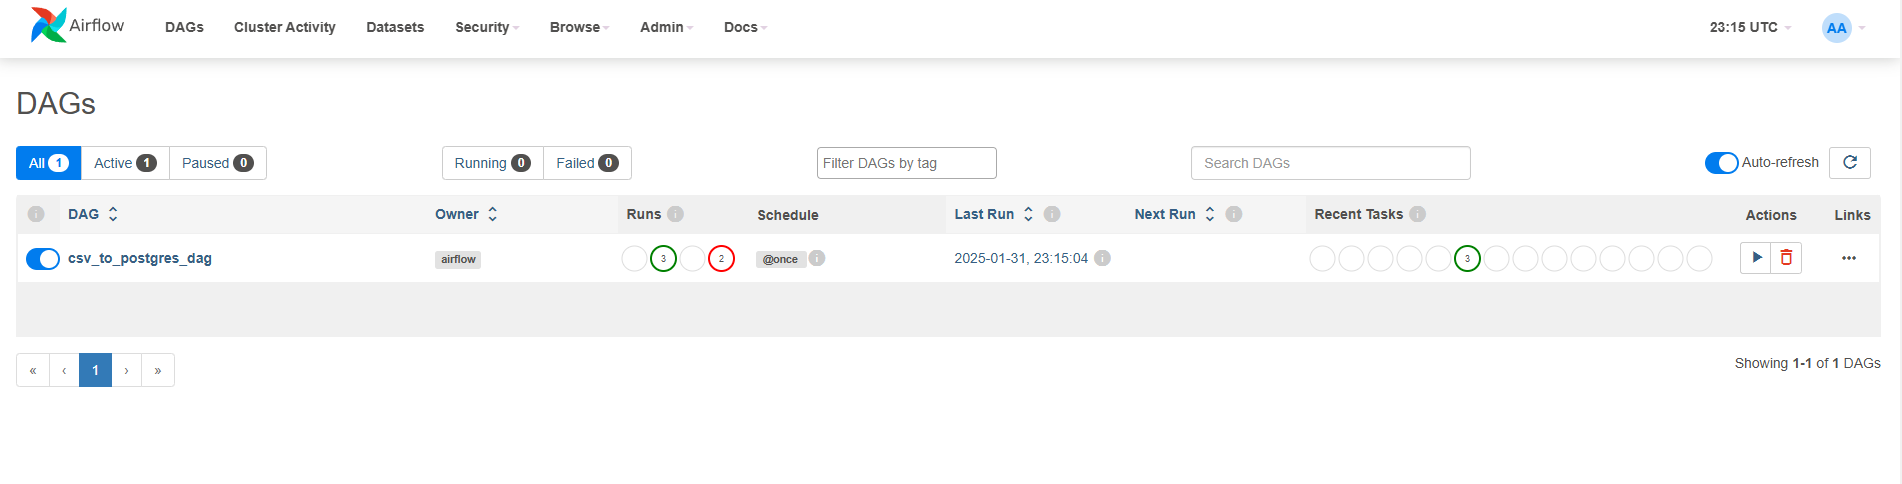 Airflow DAGs Cluster Activity Datasets Security Browse Admin Docs 23:15 UTC AA
DAGs
All 1 Active 1 Paused 0 Running 0 Failed 0 Filter DAGs by tag Search DAGs Auto-refresh
i DAG Owner Runs i Schedule Last Run i Next Run i Recent Tasks i Actions Links
csv_to_postgres_dag airflow 3 2 @once i 2025-01-31, 23:15:04 i 3
« ‹ 1 › » Showing 1-1 of 1 DAGs